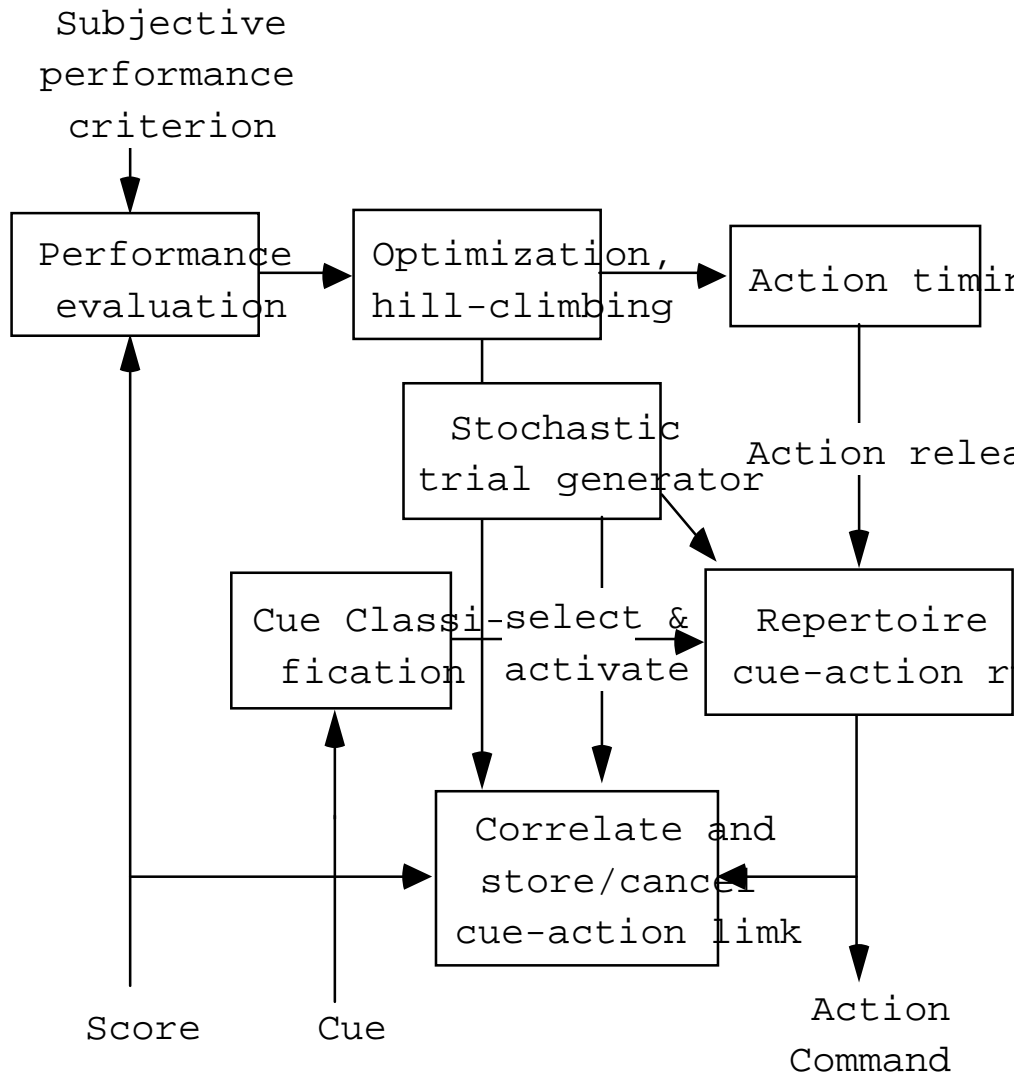 Subjective
performance
criterion
Performance
evaluation
Optimization,
hill-climbing
Action timin
Stochastic
trial generator
Action relea
Cue Classi-
fication
select &
activate
Repertoire
cue-action r
Correlate and
store/cancel
cue-action limk
Score
Cue
Action
Command